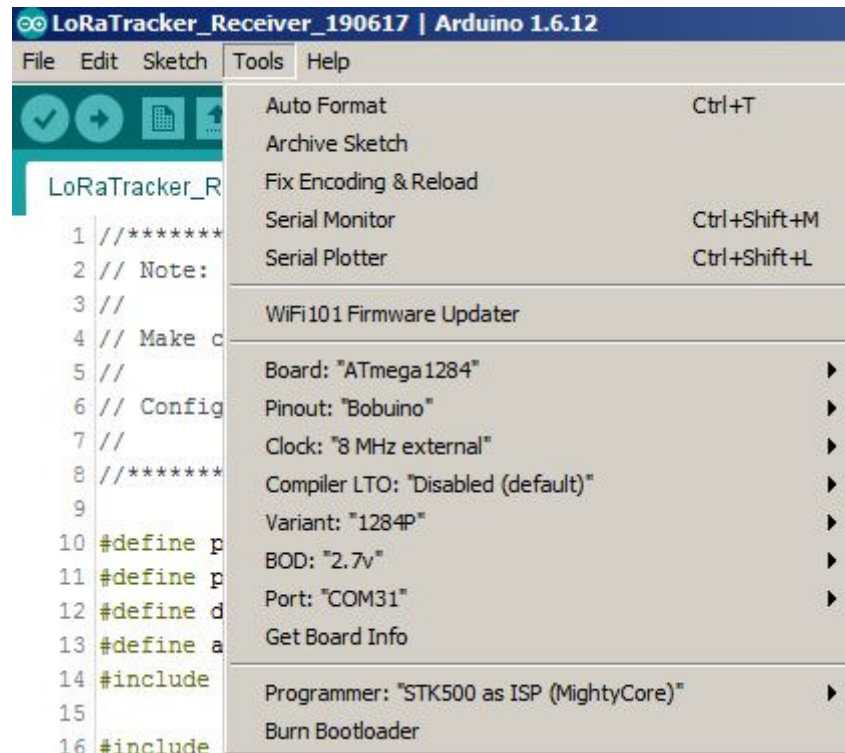 LoRaTracker_Receiver_190617 | Arduino 1.6.12
File Edit Sketch Tools Help
Auto Format Ctrl+T
Archive Sketch
Fix Encoding & Reload
Serial Monitor Ctrl+Shift+M
Serial Plotter Ctrl+Shift+L
WiFi101 Firmware Updater
Board: "ATmega1284"
Pinout: "Bobuino"
Clock: "8 MHz external"
Compiler LTO: "Disabled (default)"
Variant: "1284P"
BOD: "2.7v"
Port: "COM31"
Get Board Info
Programmer: "STK500 as ISP (MightyCore)"
Burn Bootloader
LoRaTracker_R
1 //*******
2 // Note:
3 //
4 // Make c
5 //
6 // Config
7 //
8 //*******
9
10 #define p
11 #define p
12 #define d
13 #define a
14 #include
15
16 #include